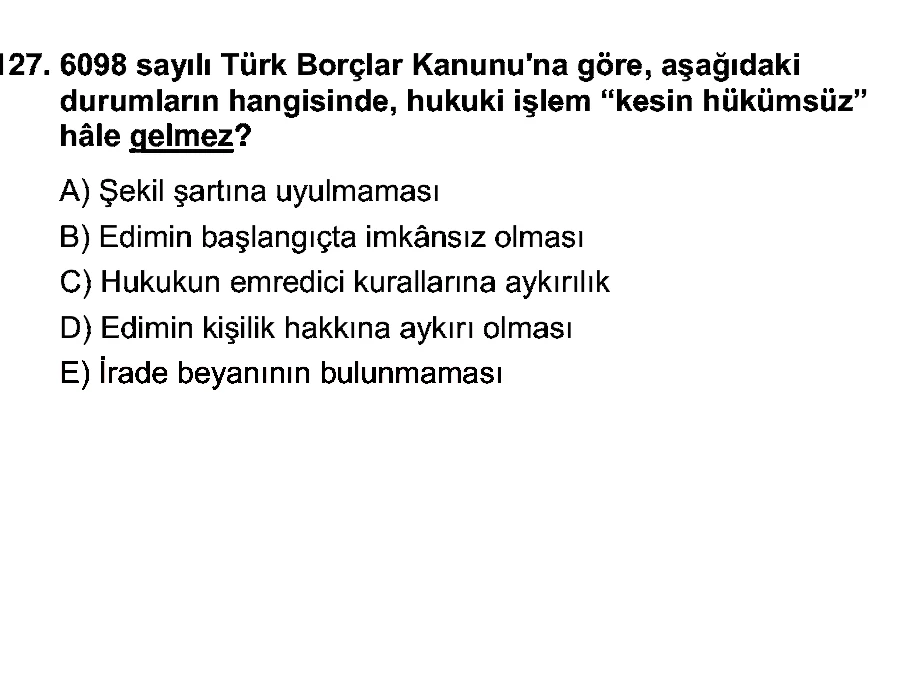 127. 6098 sayılı Türk Borçlar Kanunu'na göre, aşağıdaki
durumların hangisinde, hukuki işlem “kesin hükümsüz”
hâle gelmez?
A) Şekil şartına uyulmaması
B) Edimin başlangıçta imkânsız olması
C) Hukukun emredici kurallarına aykırılık
D) Edimin kişilik hakkına aykırı olması
E) İrade beyanının bulunmaması